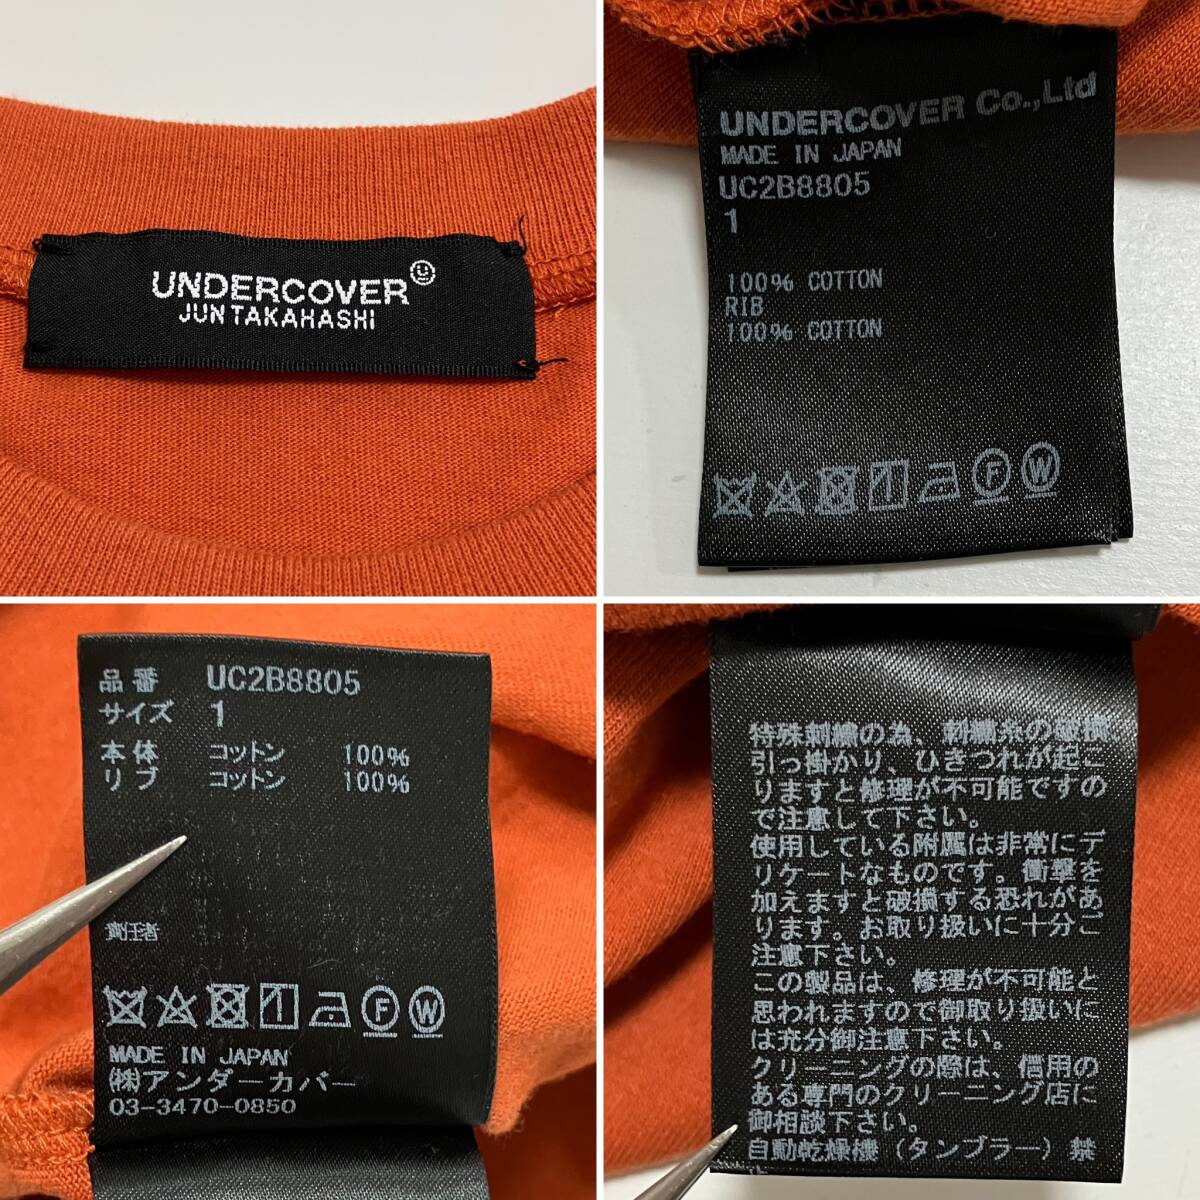 UNDERCOVER
JUN TAKAHASHI
UNDERCOVER Co.,Ltd
MADE IN JAPAN
UC2B8805
1
100% COTTON
RIB
100% COTTON
F W
品番 UC2B8805
サイズ 1
本体 コットン 100%
リブ コットン 100%
責任者
F W
MADE IN JAPAN
㈱アンダーカバー
03-3470-0850
特殊刺繍の為、刺繍糸の破損
引っ掛かり、ひきつれが起こ
りますと修理が不可能ですの
で注意して下さい。
使用している附属は非常にデ
リケートなものです。衝撃を
加えますと破損する恐れがあ
ります。お取り扱いに十分ご
注意下さい。
この製品は、修理が不可能と
思われますので御取り扱いに
は充分御注意下さい。
クリーニングの際は、信用の
ある専門のクリーニング店に
御相談下さい。
自動乾燥機（タンブラー）禁